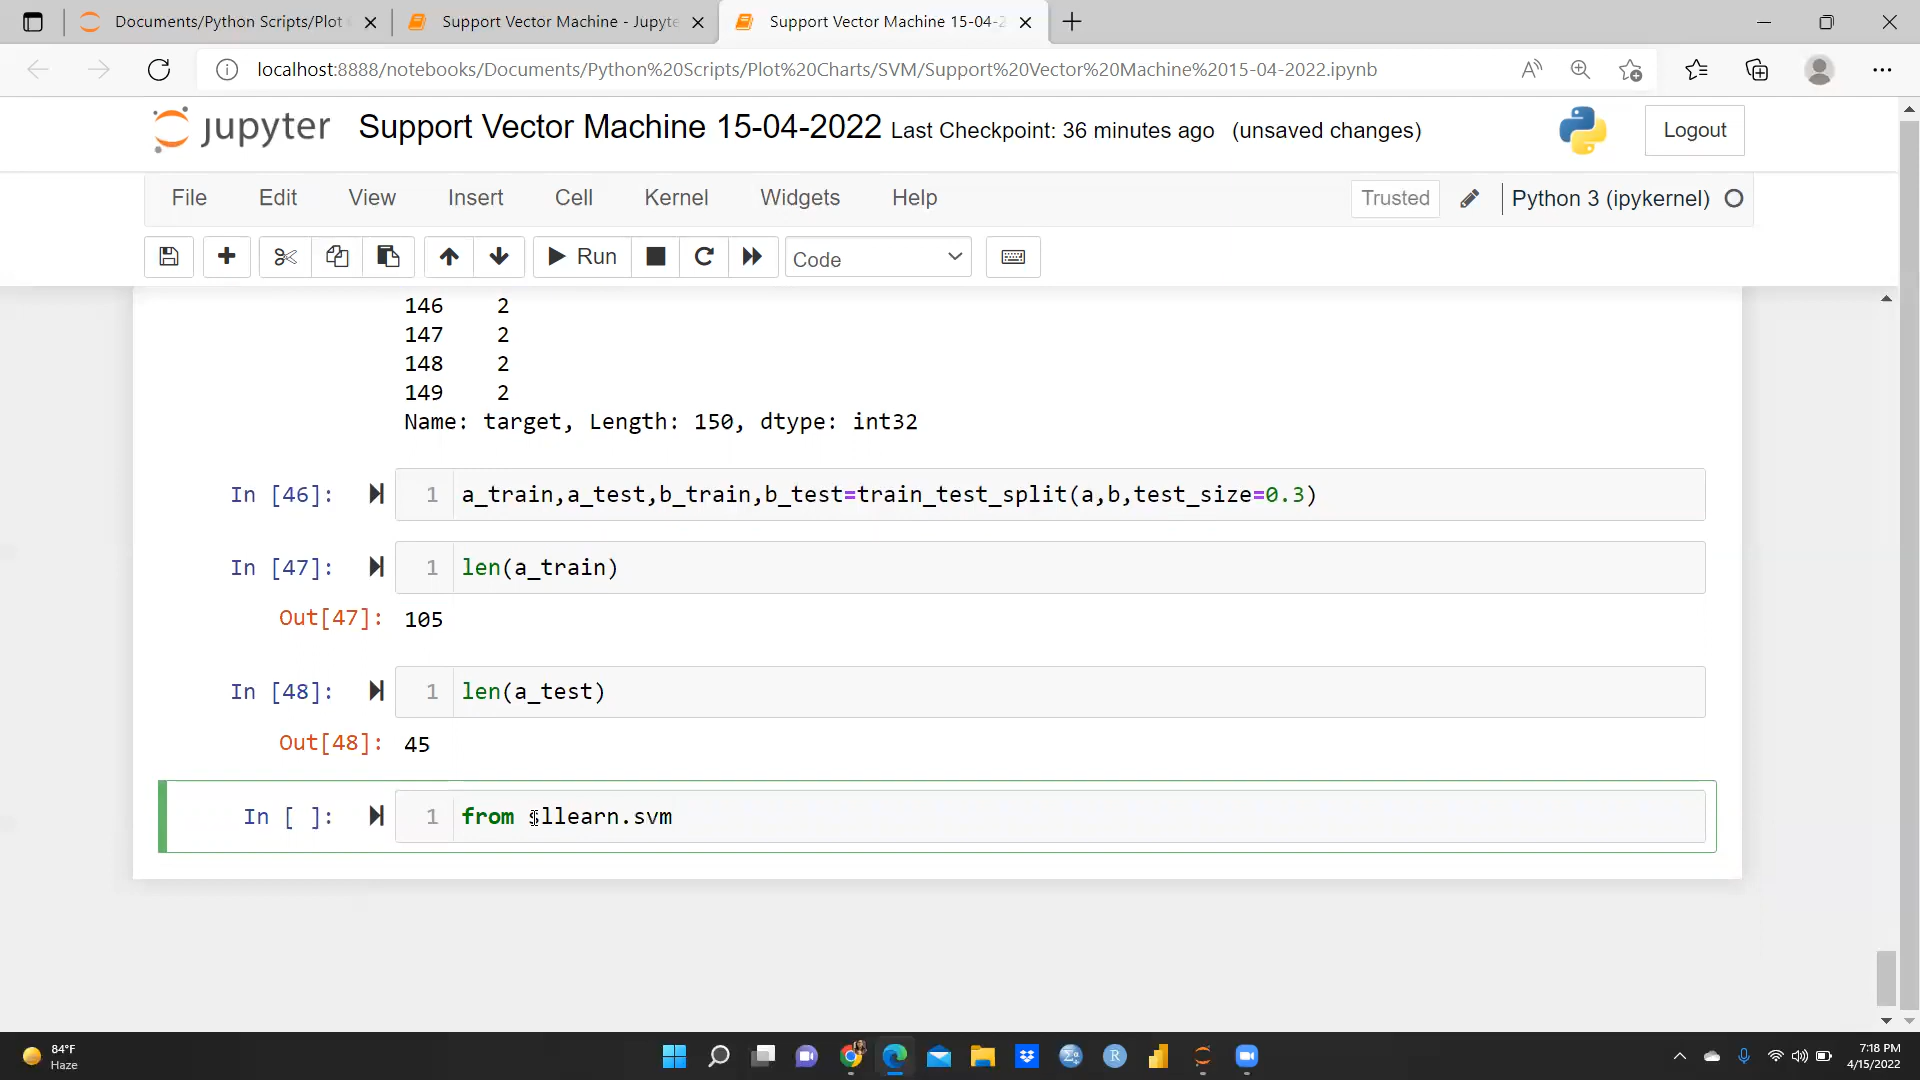 Documents/Python Scripts/Plot
Support Vector Machine - Jupyte
Support Vector Machine 15-04-2
localhost:8888/notebooks/Documents/Python%20Scripts/Plot%20Charts/SVM/Support%20Vector%20Machine%2015-04-2022.ipynb
jupyter Support Vector Machine 15-04-2022 Last Checkpoint: 36 minutes ago (unsaved changes)
Logout
File Edit View Insert Cell Kernel Widgets Help
Trusted Python 3 (ipykernel)
Run Code
146 2
147 2
148 2
149 2
Name: target, Length: 150, dtype: int32
In [46]: 1 a_train,a_test,b_train,b_test=train_test_split(a,b,test_size=0.3)
In [47]: 1 len(a_train)
Out[47]: 105
In [48]: 1 len(a_test)
Out[48]: 45
In [ ]: 1 from sllearn.svm
84°F
Haze
7:18 PM
4/15/2022